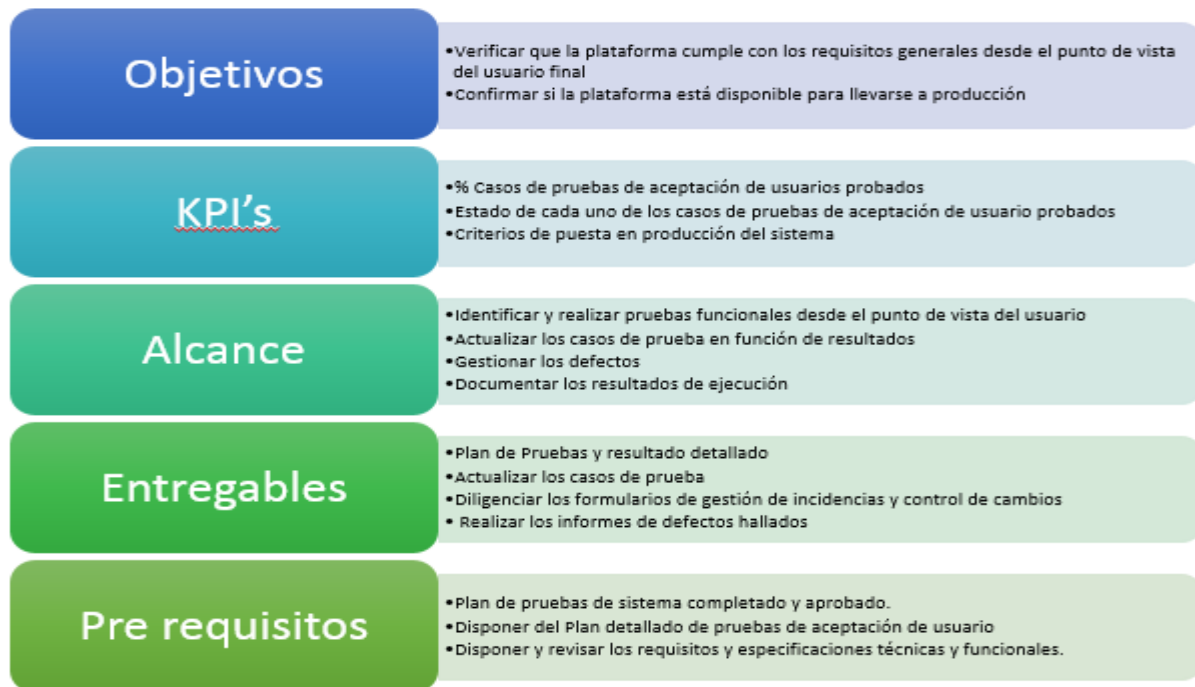 Objetivos
•Verificar que la plataforma cumple con los requisitos generales desde el punto de vista
del usuario final
•Confirmar si la plataforma está disponible para llevarse a producción
KPI's
•% Casos de pruebas de aceptación de usuarios probados
•Estado de cada uno de los casos de pruebas de aceptación de usuario probados
•Criterios de puesta en producción del sistema
Alcance
•Identificar y realizar pruebas funcionales desde el punto de vista del usuario
•Actualizar los casos de prueba en función de resultados
•Gestionar los defectos
•Documentar los resultados de ejecución
Entregables
•Plan de Pruebas y resultado detallado
•Actualizar los casos de prueba
•Diligenciar los formularios de gestión de incidencias y control de cambios
• Realizar los informes de defectos hallados
Pre requisitos
•Plan de pruebas de sistema completado y aprobado.
•Disponer del Plan detallado de pruebas de aceptación de usuario
•Disponer y revisar los requisitos y especificaciones técnicas y funcionales.